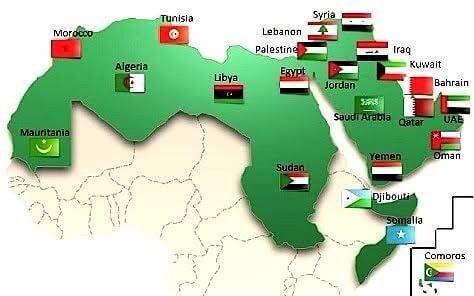 Syria
Tunisia
Lebanon
Morocco
Palestine
Iraq
Algeria
Libya
Egypt
Kuwait
Jordan
Bahrain
Saudi Arabia
Qatar
UAE
Mauritania
Oman
Yemen
Sudan
Djibouti
Somalia
Comoros